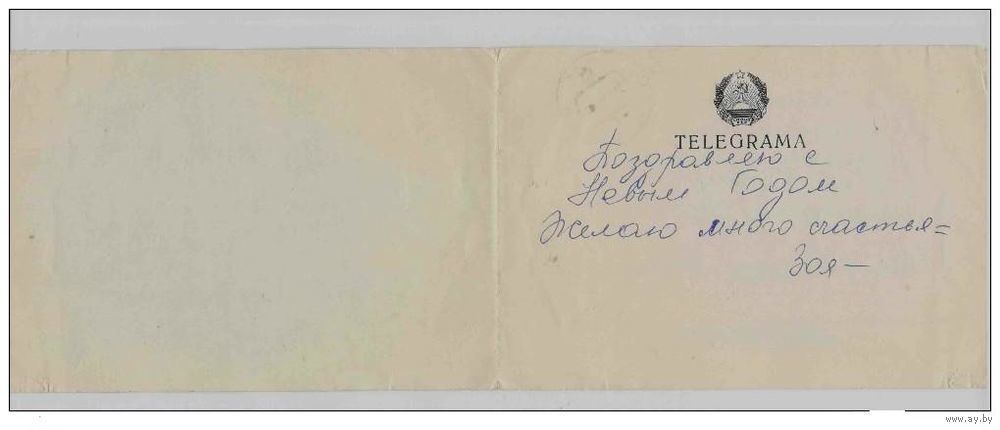 TELEGRAMA
Поздравляю с
Новым Годом
Желаю много счастья=
Зоя—
www.ay.by